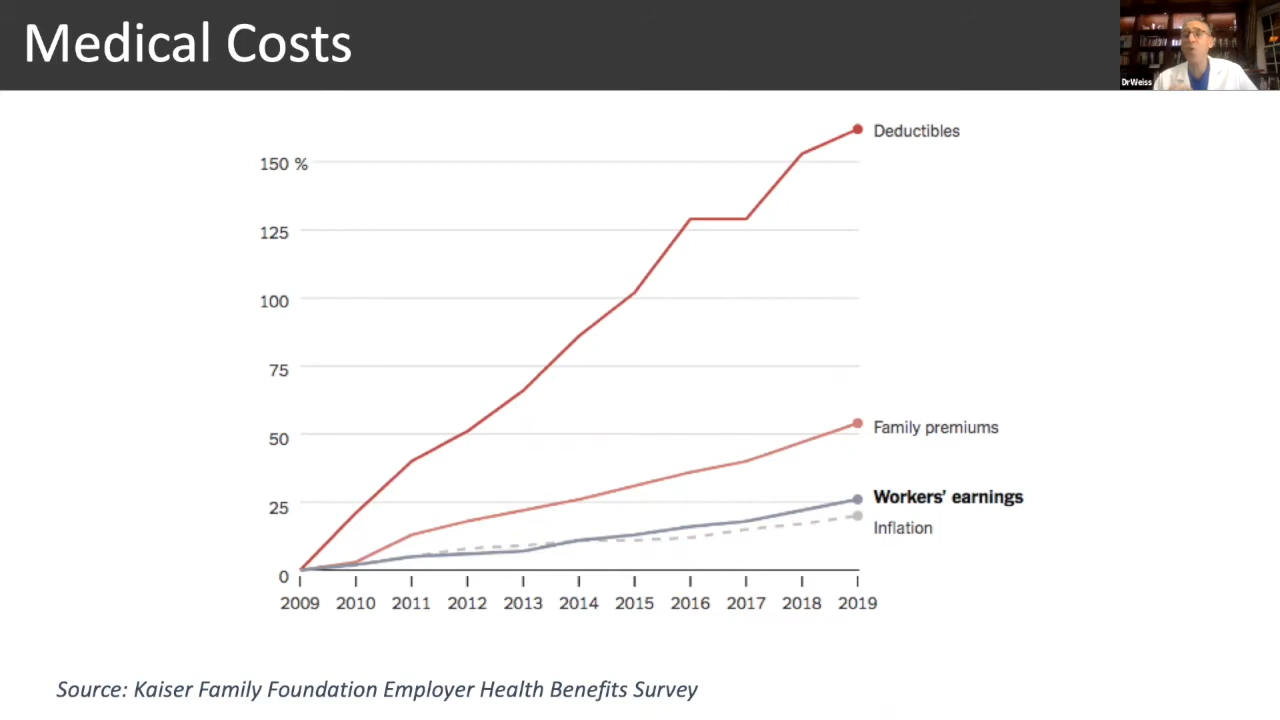 Medical Costs
DrWeiss
Deductibles
150 %
125
100
75
50
25
0
Family premiums
Workers' earnings
Inflation
2009 2010 2011 2012 2013 2014 2015 2016 2017 2018 2019
Source: Kaiser Family Foundation Employer Health Benefits Survey